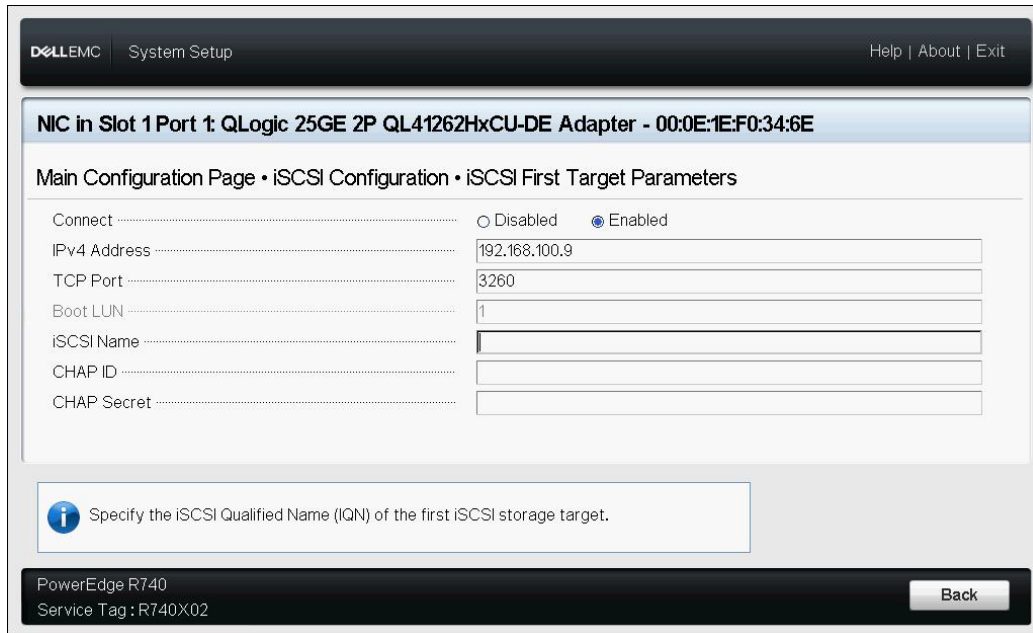 DELLEMC System Setup Help | About | Exit
NIC in Slot 1 Port 1: QLogic 25GE 2P QL41262HxCU-DE Adapter - 00:0E:1E:F0:34:6E
Main Configuration Page • iSCSI Configuration • iSCSI First Target Parameters
Connect Disabled Enabled
IPv4 Address 192.168.100.9
TCP Port 3260
Boot LUN 1
iSCSI Name
CHAP ID
CHAP Secret
Specify the iSCSI Qualified Name (IQN) of the first iSCSI storage target.
PowerEdge R740
Service Tag : R740X02
Back